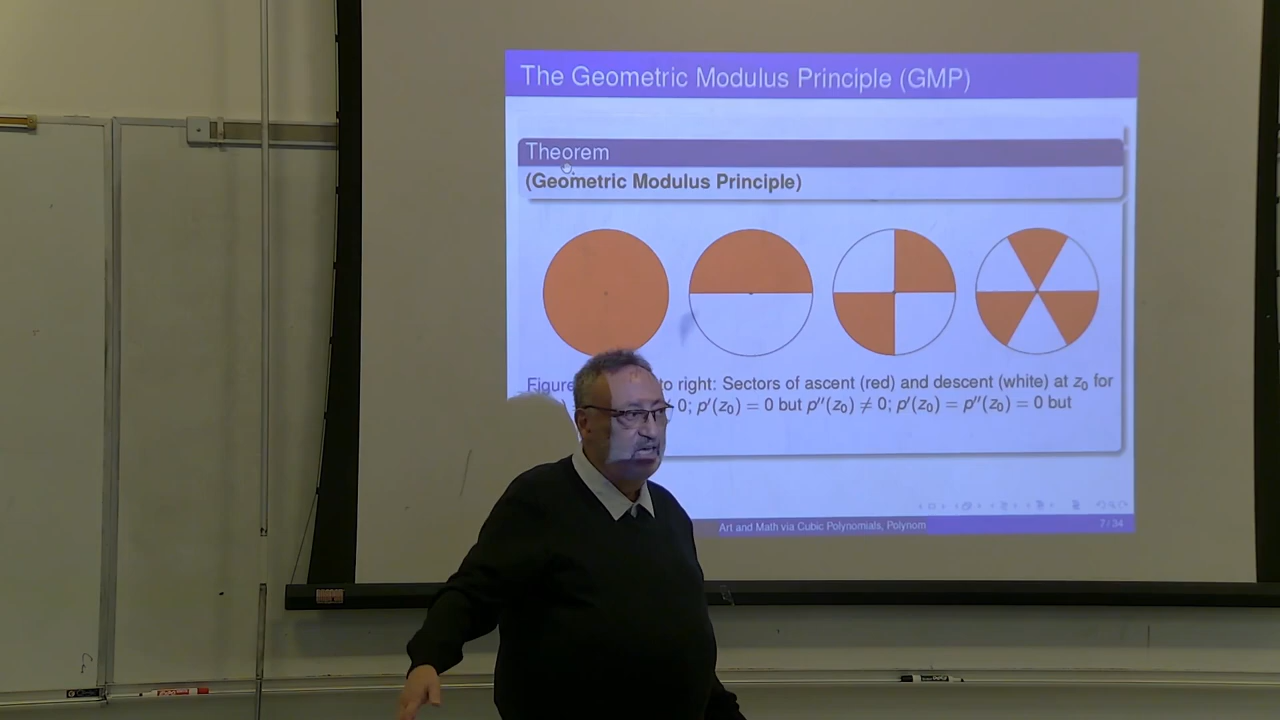 The Geometric Modulus Principle (GMP)
Theorem
(Geometric Modulus Principle)
Figure to right: Sectors of ascent (red) and descent (white) at z₀ for
0; p′(z₀) = 0 but p″(z₀) ≠ 0; p′(z₀) = p″(z₀) = 0 but
Art and Math via Cubic Polynomials, Polynom
7 / 34